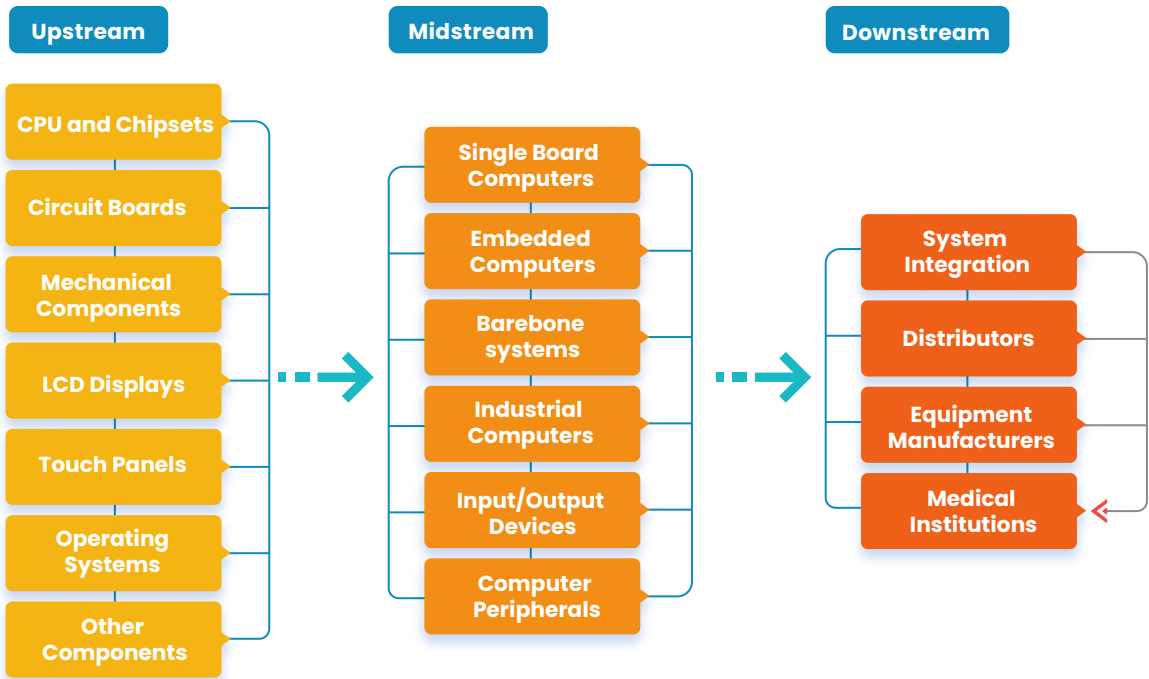 Upstream
CPU and Chipsets
Circuit Boards
Mechanical
Components
LCD Displays
Touch Panels
Operating
Systems
Other
Components
Midstream
Single Board
Computers
Embedded
Computers
Barebone
systems
Industrial
Computers
Input/Output
Devices
Computer
Peripherals
Downstream
System
Integration
Distributors
Equipment
Manufacturers
Medical
Institutions